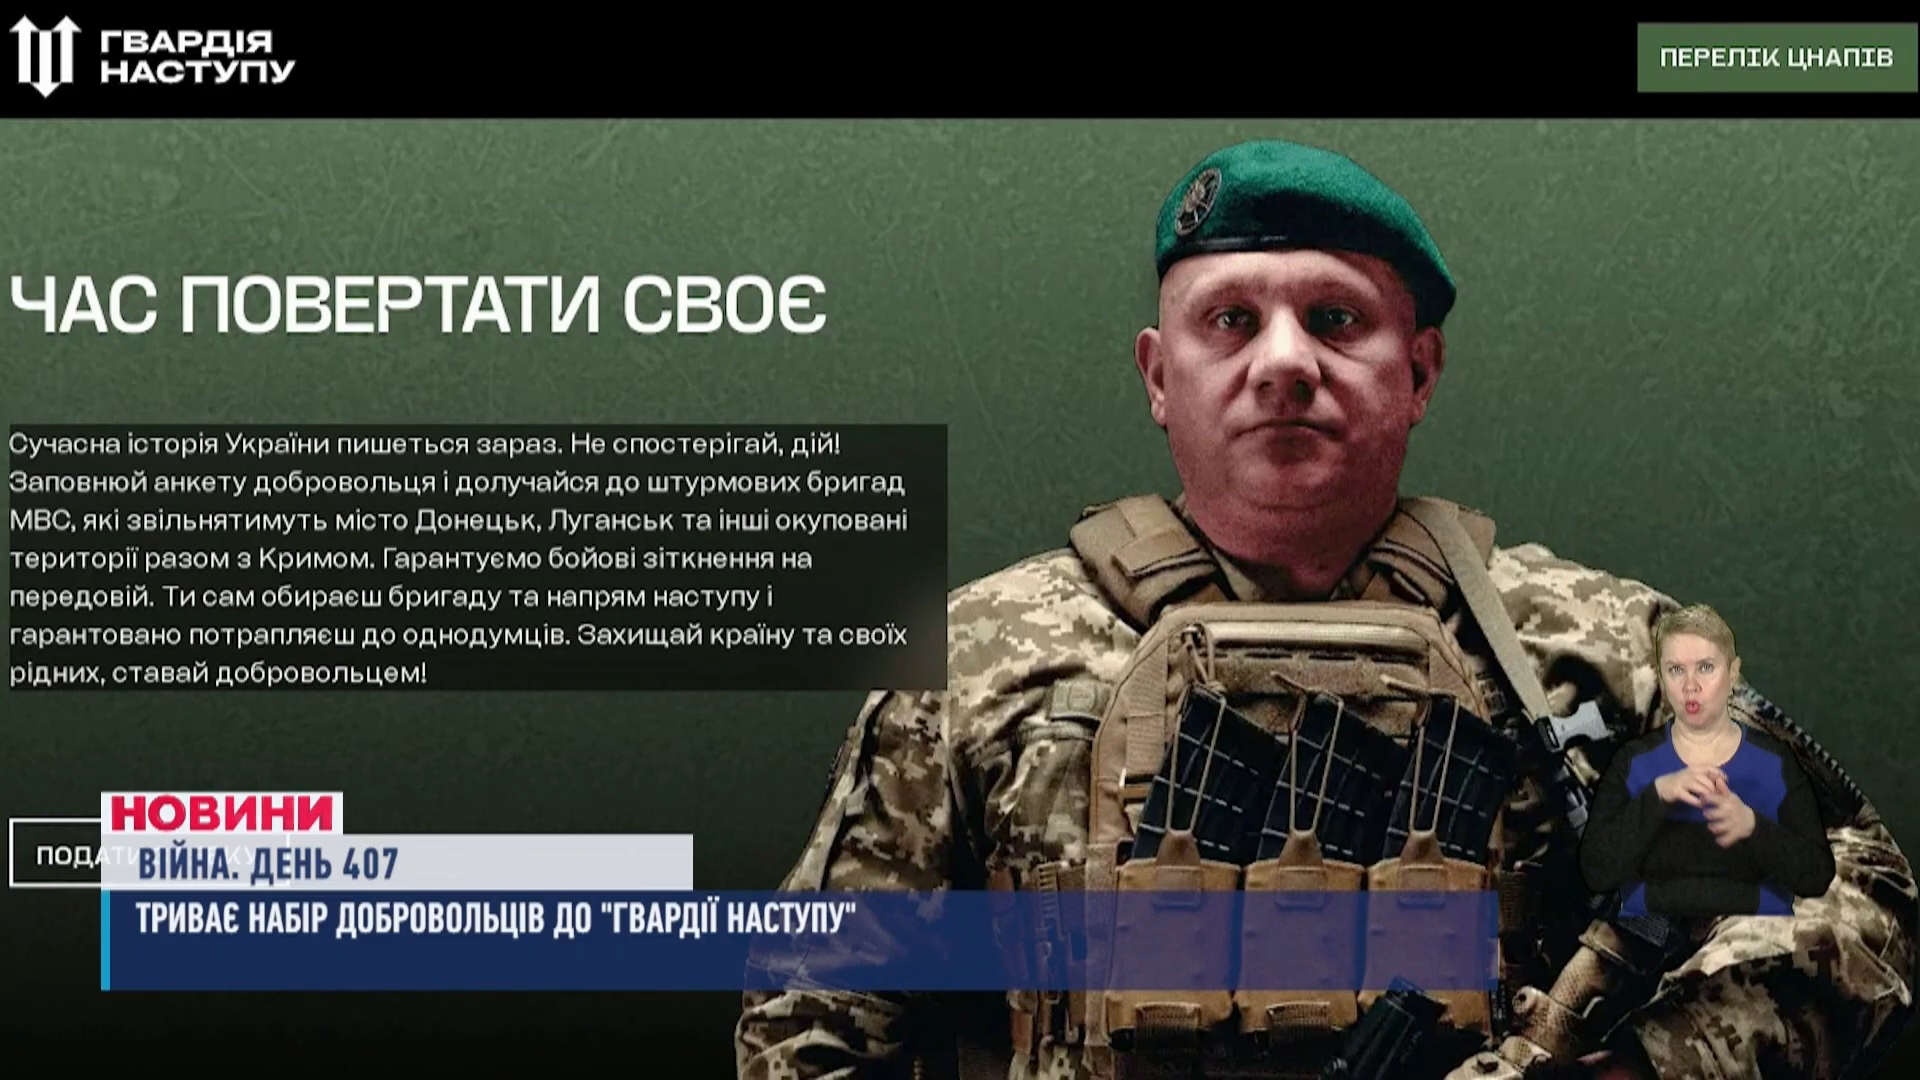 ГВАРДІЯ
НАСТУПУ
ПЕРЕЛІК ЦНАПІВ
ЧАС ПОВЕРТАТИ СВОЄ
Сучасна історія України пишеться зараз. Не спостерігай, дій!
Заповнюй анкету добровольця і долучайся до штурмових бригад
МВС, які звільнятимуть місто Донецьк, Луганськ та інші окуповані
території разом з Кримом. Гарантуємо бойові зіткнення на
передовій. Ти сам обираєш бригаду та напрям наступу і
гарантовано потрапляєш до однодумців. Захищай країну та своїх
рідних, ставай добровольцем!
НОВИНИ
ВІЙНА. ДЕНЬ 407
ТРИВАЄ НАБІР ДОБРОВОЛЬЦІВ ДО "ГВАРДІЇ НАСТУПУ"